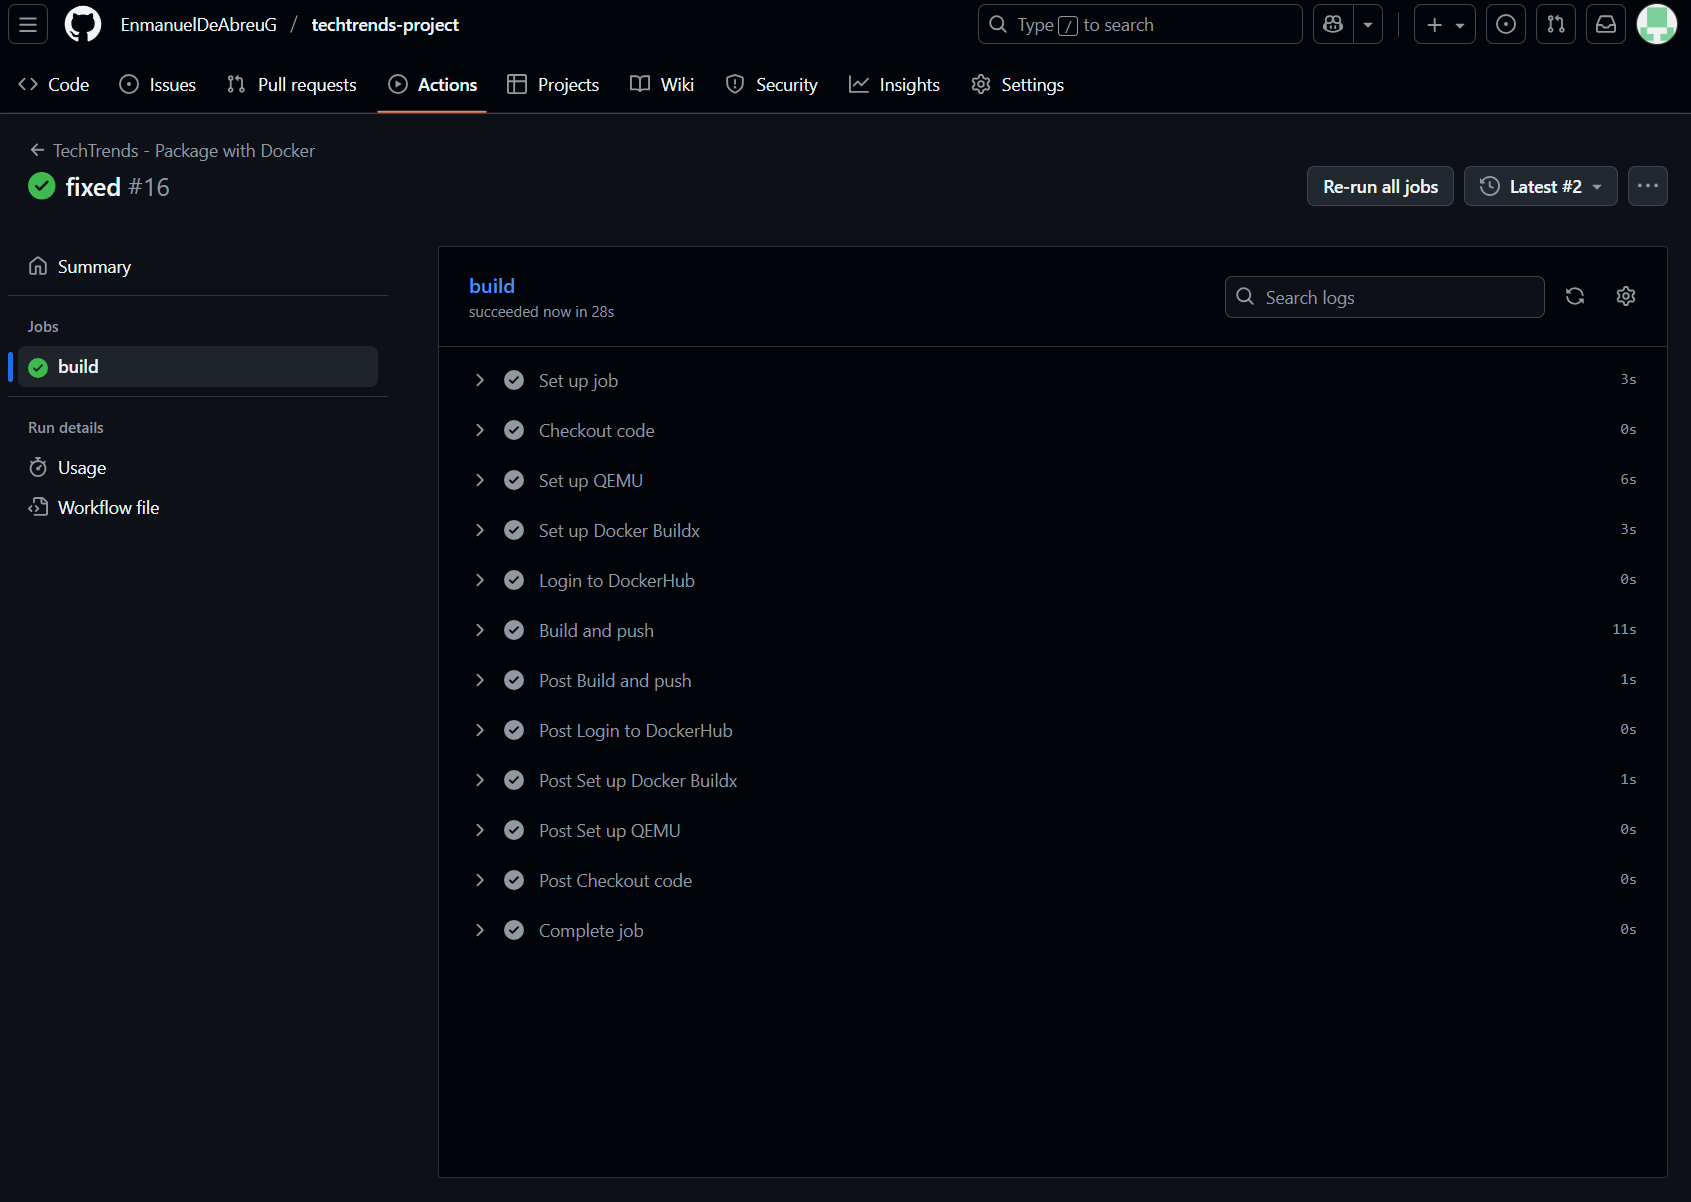 EnmanuelDeAbreuG / techtrends-project
Type / to search
Code Issues Pull requests Actions Projects Wiki Security Insights Settings
TechTrends - Package with Docker
fixed #16
Re-run all jobs
Latest #2
Summary
Jobs
build
Run details
Usage
Workflow file
build
succeeded now in 28s
Search logs
Set up job 3s
Checkout code 0s
Set up QEMU 6s
Set up Docker Buildx 3s
Login to DockerHub 0s
Build and push 11s
Post Build and push 1s
Post Login to DockerHub 0s
Post Set up Docker Buildx 1s
Post Set up QEMU 0s
Post Checkout code 0s
Complete job 0s